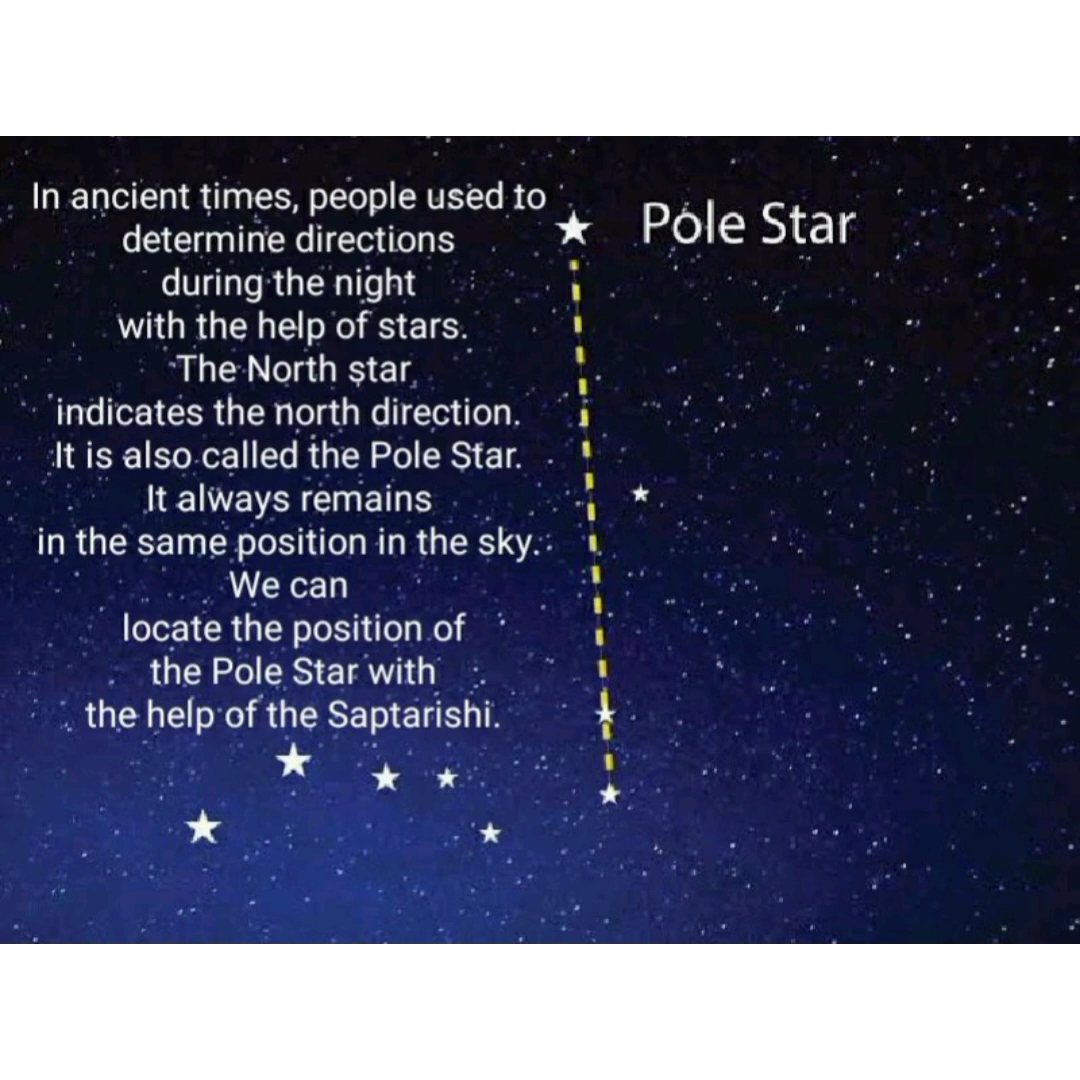 In ancient times, people used to
determine directions
during the night
with the help of stars.
The North star
indicates the north direction.
It is also called the Pole Star.
It always remains
in the same position in the sky.
We can
locate the position of
the Pole Star with
the help of the Saptarishi.
Pole Star